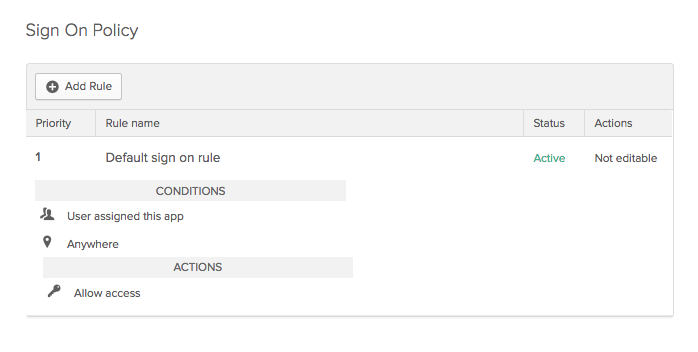 Sign On Policy
Add Rule
Priority Rule name Status Actions
1 Default sign on rule Active Not editable
CONDITIONS
User assigned this app
Anywhere
ACTIONS
Allow access